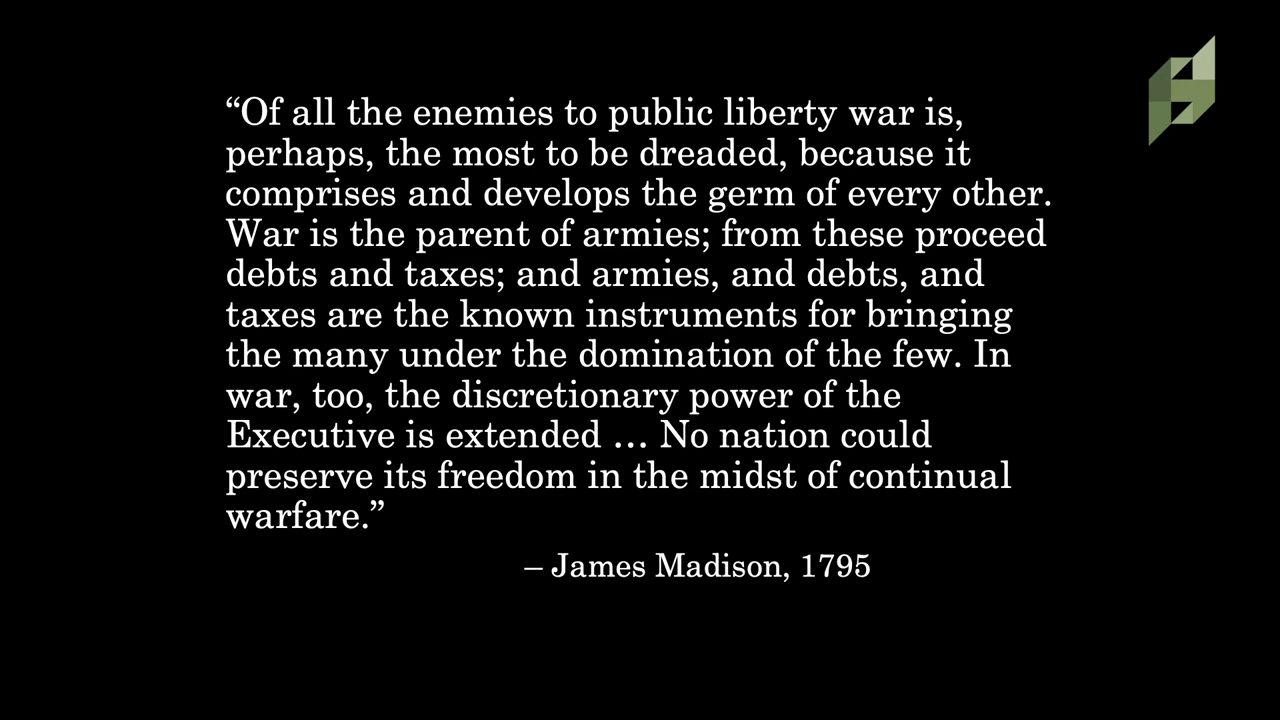 “Of all the enemies to public liberty war is,
perhaps, the most to be dreaded, because it
comprises and develops the germ of every other.
War is the parent of armies; from these proceed
debts and taxes; and armies, and debts, and
taxes are the known instruments for bringing
the many under the domination of the few. In
war, too, the discretionary power of the
Executive is extended … No nation could
preserve its freedom in the midst of continual
warfare.”
– James Madison, 1795